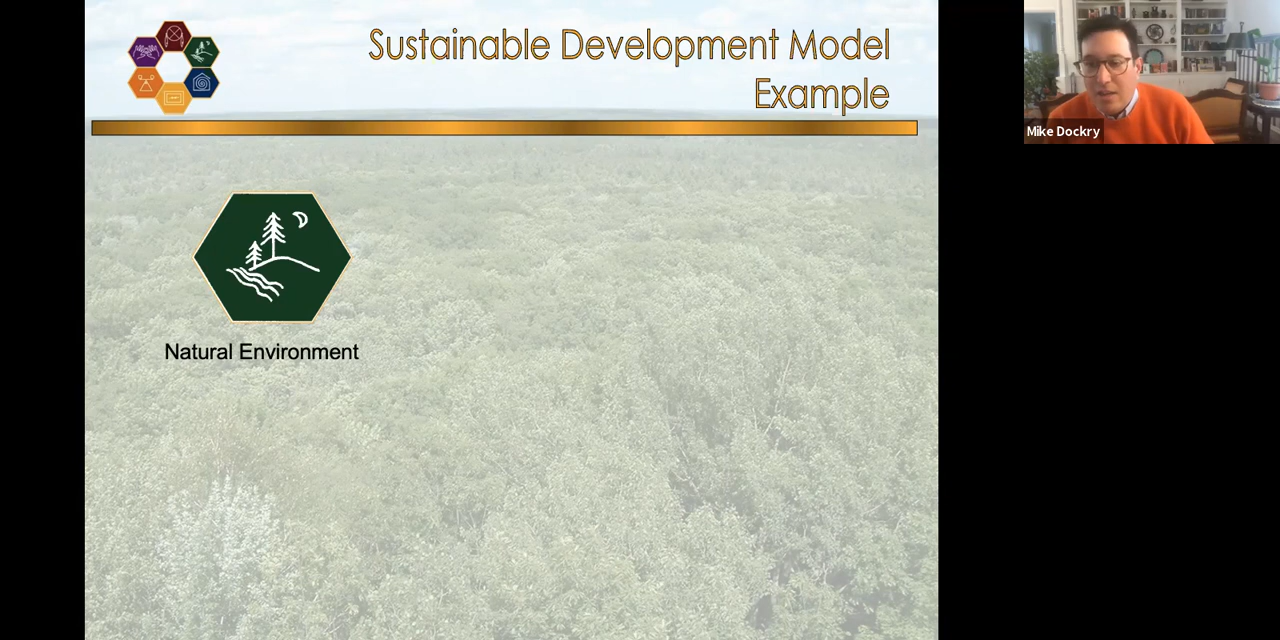 Sustainable Development Model
Example
Mike Dockry
Natural Environment